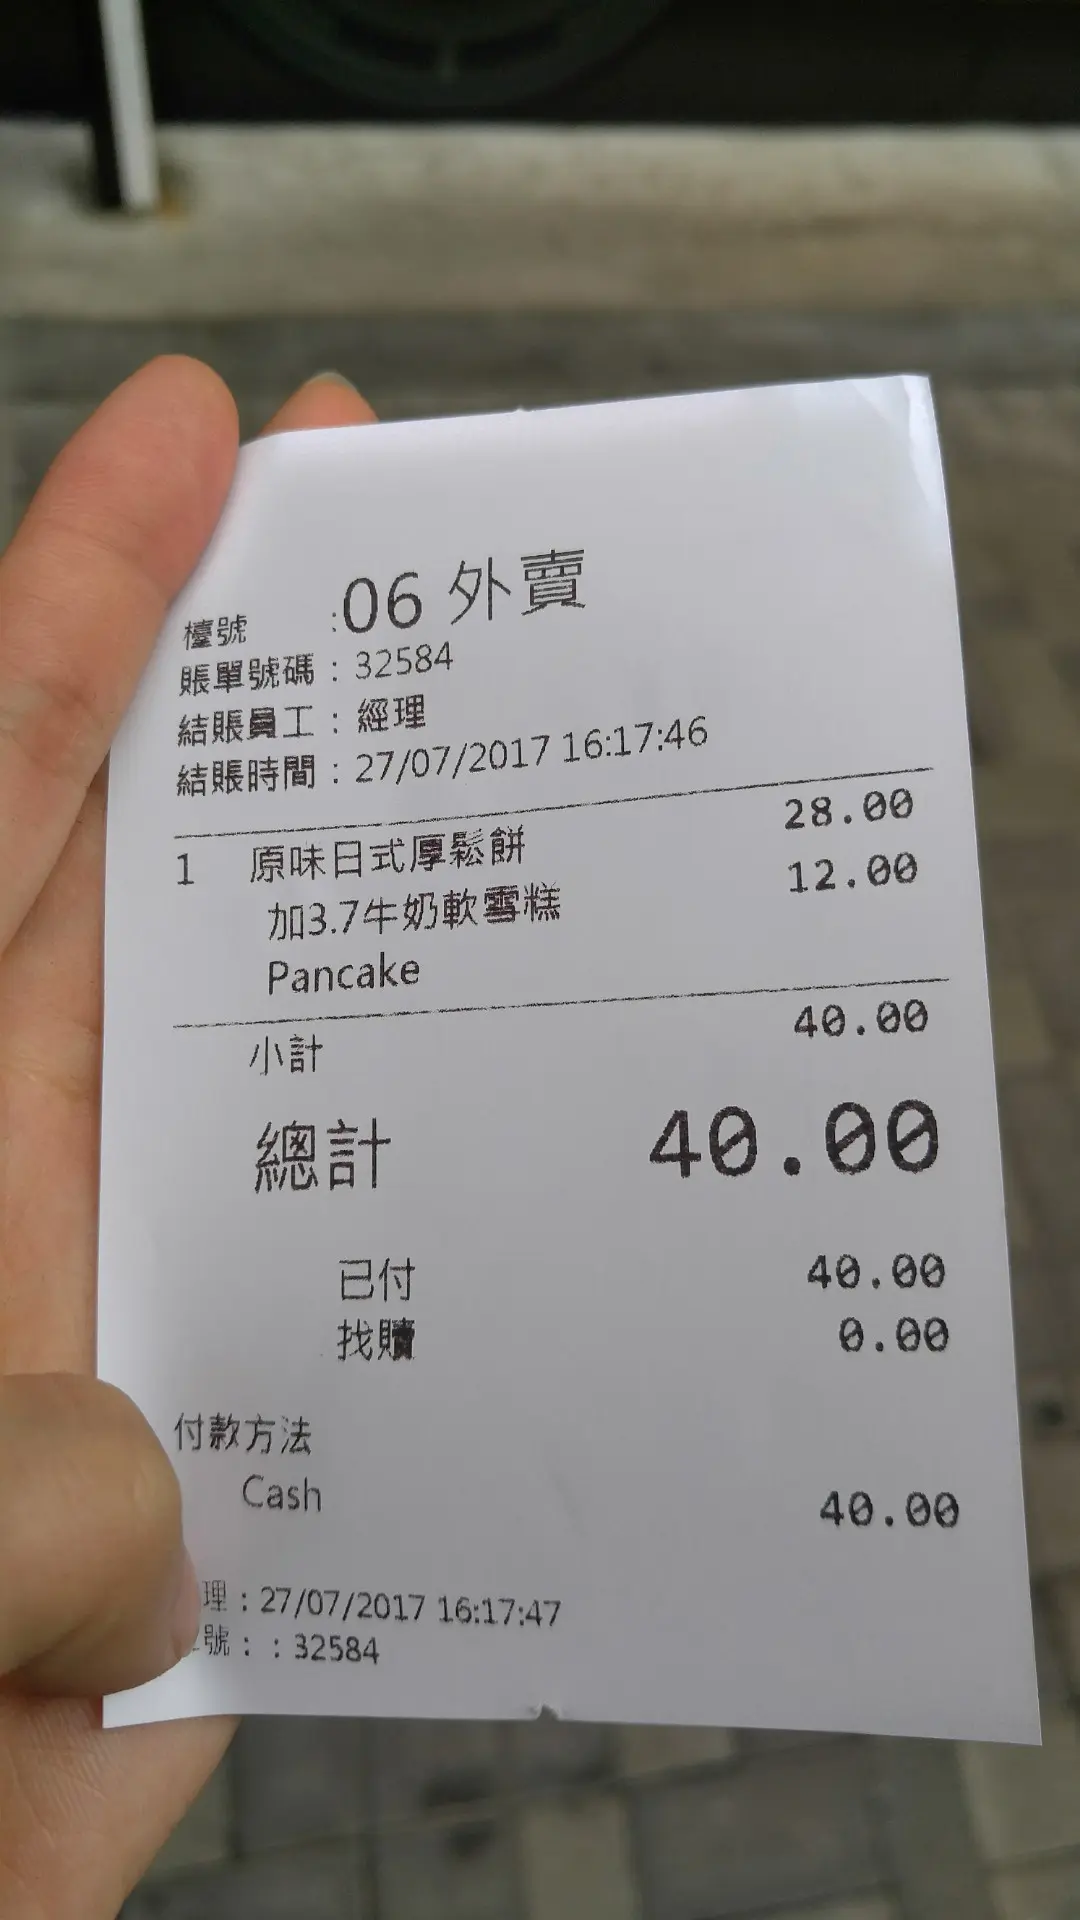 檯號 :06 外賣
賬單號碼 : 32584
結賬員工 : 經理
結賬時間 : 27/07/2017 16:17:46
1 原味日式厚鬆餅 28.00
加3.7牛奶軟雪糕 12.00
Pancake
小計 40.00
總計 40.00
已付 40.00
找贖 0.00
付款方法
Cash 40.00
理 : 27/07/2017 16:17:47
號 : : 32584